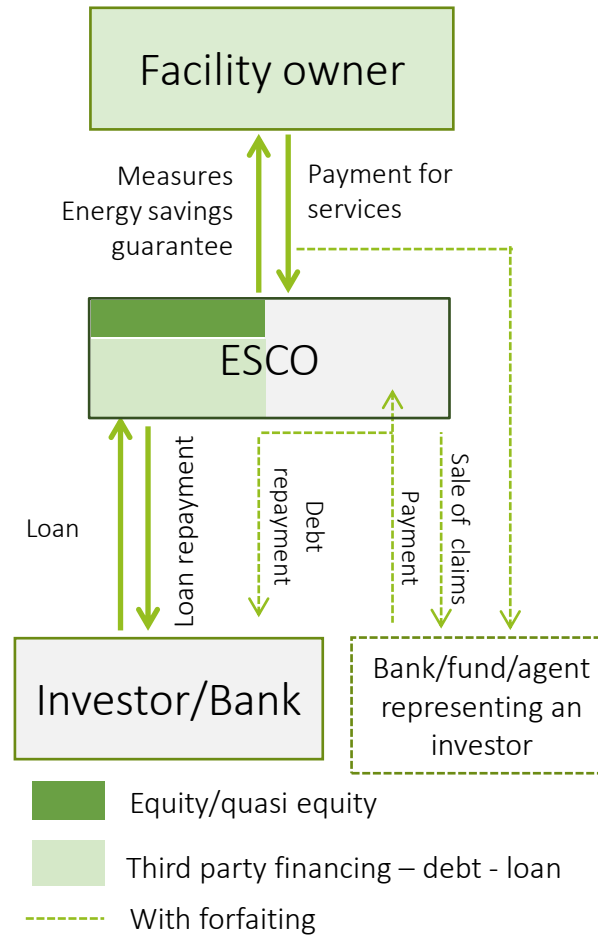 Facility owner
Measures
Energy savings
guarantee
Payment for
services
ESCO
Loan
Loan repayment
Debt
repayment
Payment
Sale of claims
Investor/Bank
Bank/fund/agent
representing an
investor
Equity/quasi equity
Third party financing – debt - loan
With forfaiting